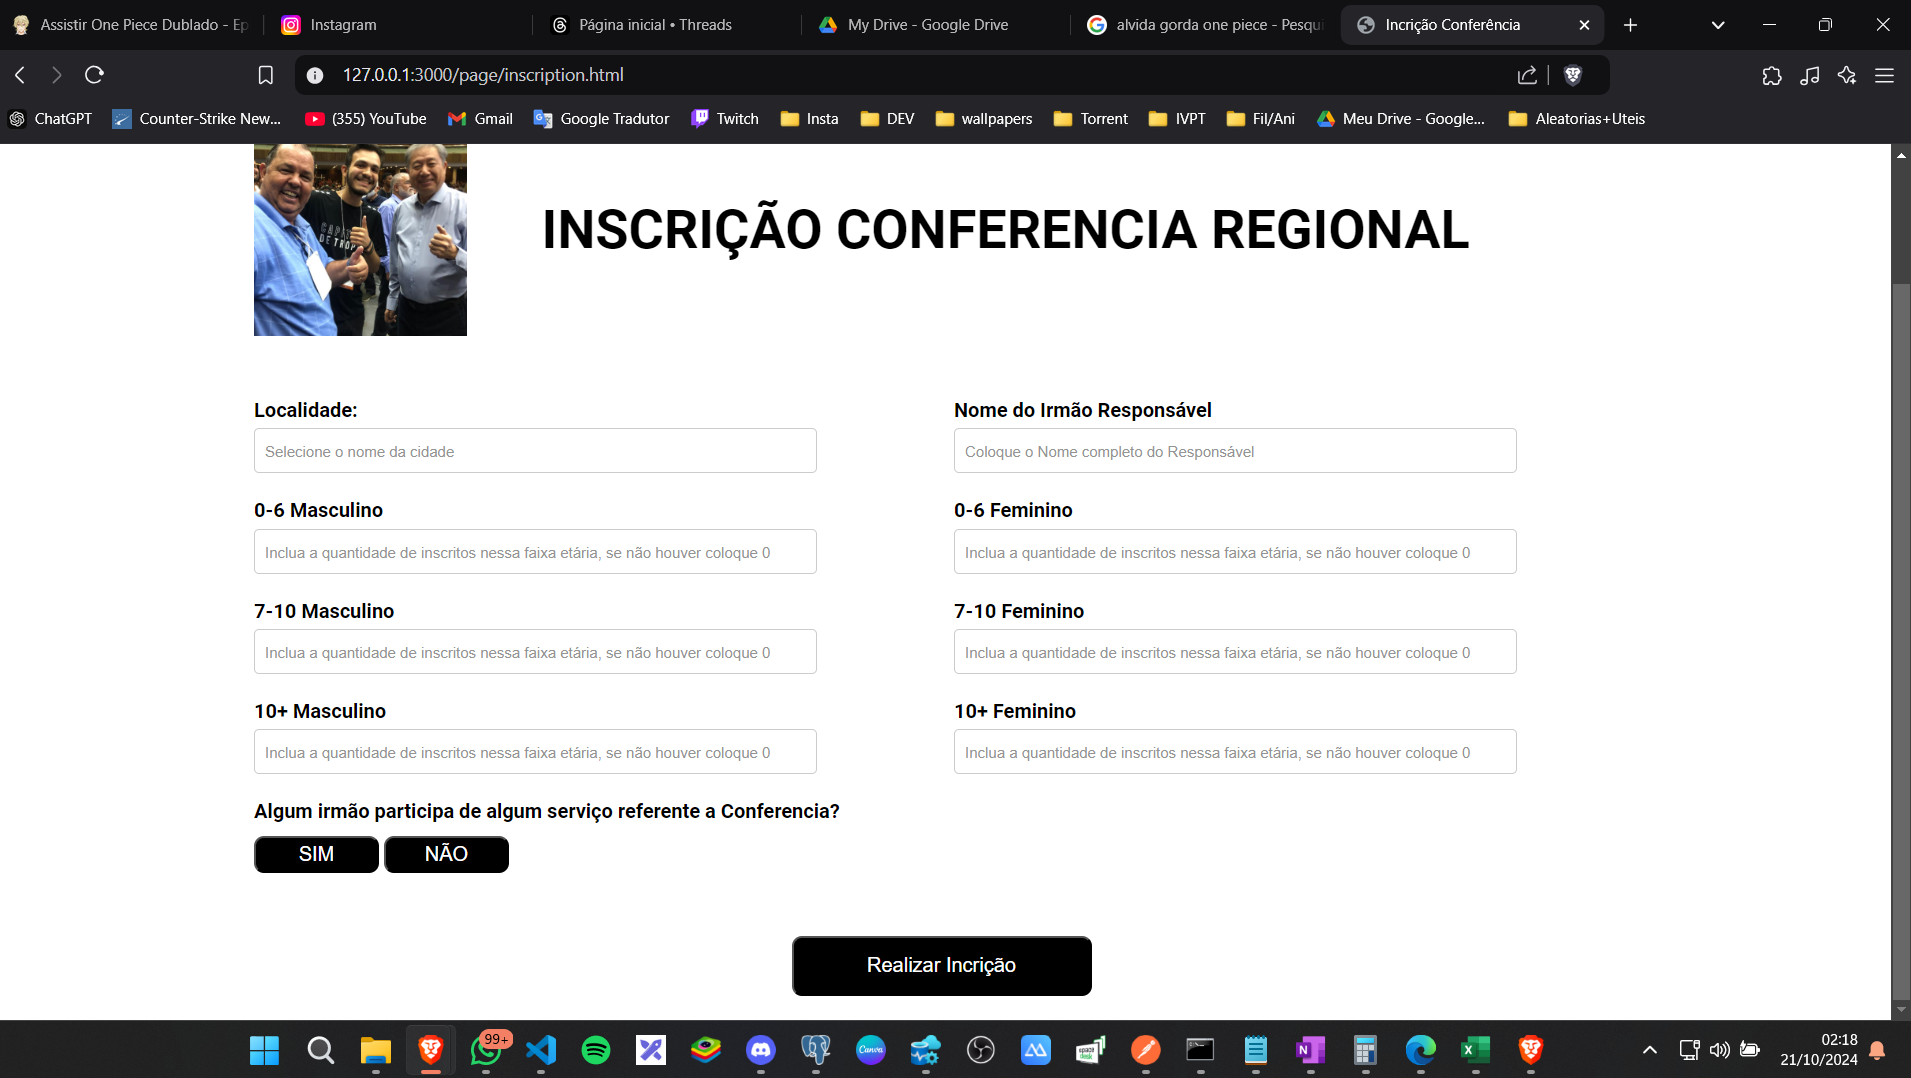 Assistir One Piece Dublado - Ep
Instagram
Página inicial • Threads
My Drive - Google Drive
alvida gorda one piece - Pesqui
Incrição Conferência
127.0.0.1:3000/page/inscription.html
ChatGPT
Counter-Strike New...
(355) YouTube
Gmail
Google Tradutor
Twitch
Insta
DEV
wallpapers
Torrent
IVPT
Fil/Ani
Meu Drive - Google...
Aleatorias+Uteis
INSCRIÇÃO CONFERENCIA REGIONAL
Localidade:
Nome do Irmão Responsável
Selecione o nome da cidade
Coloque o Nome completo do Responsável
0-6 Masculino
0-6 Feminino
Inclua a quantidade de inscritos nessa faixa etária, se não houver coloque 0
Inclua a quantidade de inscritos nessa faixa etária, se não houver coloque 0
7-10 Masculino
7-10 Feminino
Inclua a quantidade de inscritos nessa faixa etária, se não houver coloque 0
Inclua a quantidade de inscritos nessa faixa etária, se não houver coloque 0
10+ Masculino
10+ Feminino
Inclua a quantidade de inscritos nessa faixa etária, se não houver coloque 0
Inclua a quantidade de inscritos nessa faixa etária, se não houver coloque 0
Algum irmão participa de algum serviço referente a Conferencia?
SIM
NÃO
Realizar Incrição
99+
Canva
02:18
21/10/2024